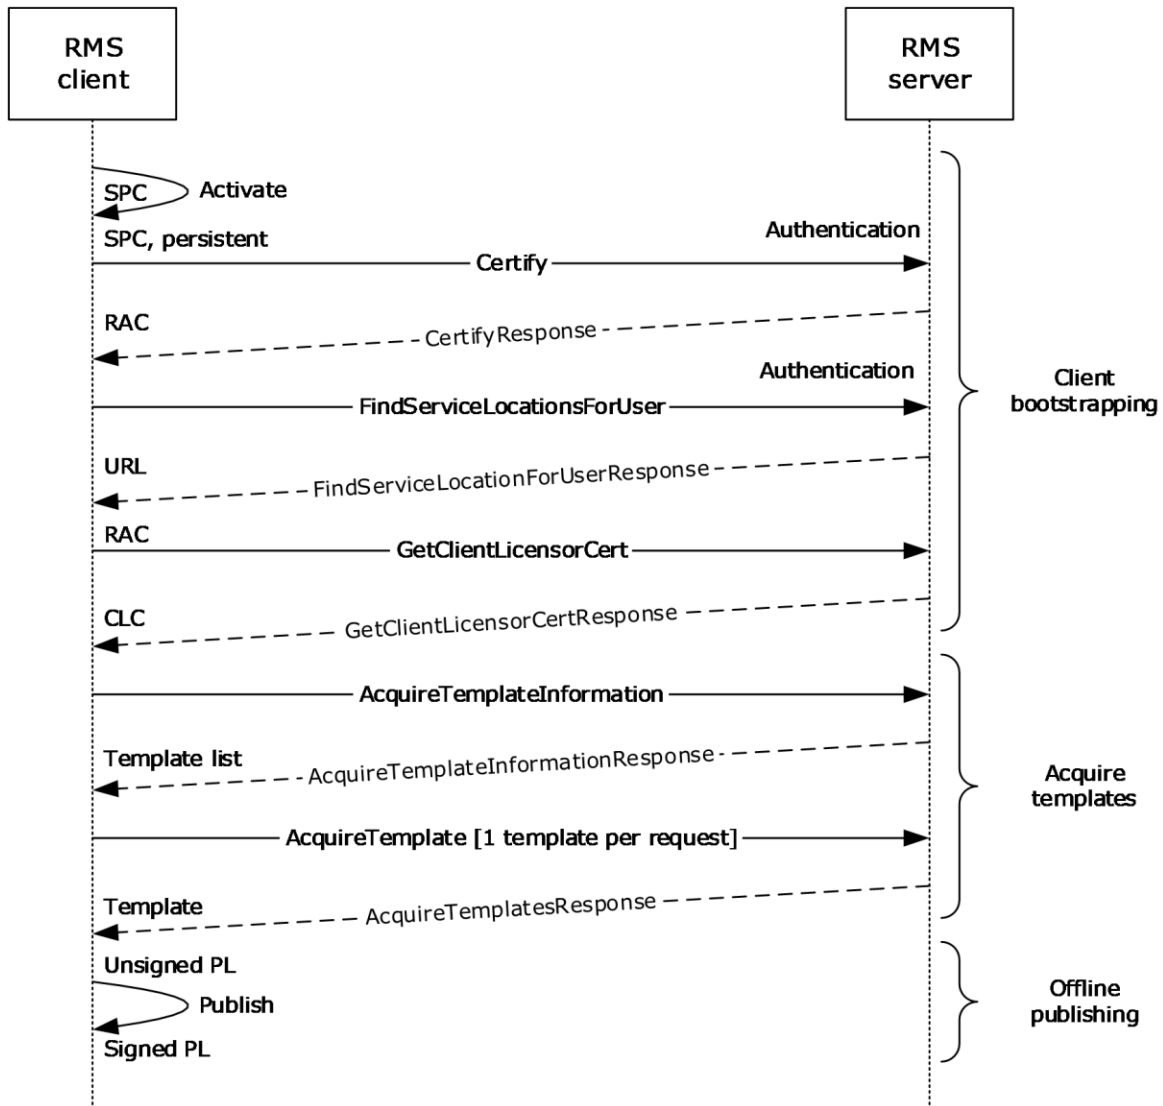 RMS
client
RMS
server
SPC
Activate
SPC, persistent
Authentication
Certify
RAC
CertifyResponse
Authentication
FindServiceLocationsForUser
Client
bootstrapping
URL
FindServiceLocationForUserResponse
RAC
GetClientLicensorCert
CLC
GetClientLicensorCertResponse
AcquireTemplateInformation
Template list
AcquireTemplateInformationResponse
Acquire
templates
AcquireTemplate [1 template per request]
Template
AcquireTemplatesResponse
Unsigned PL
Publish
Signed PL
Offline
publishing